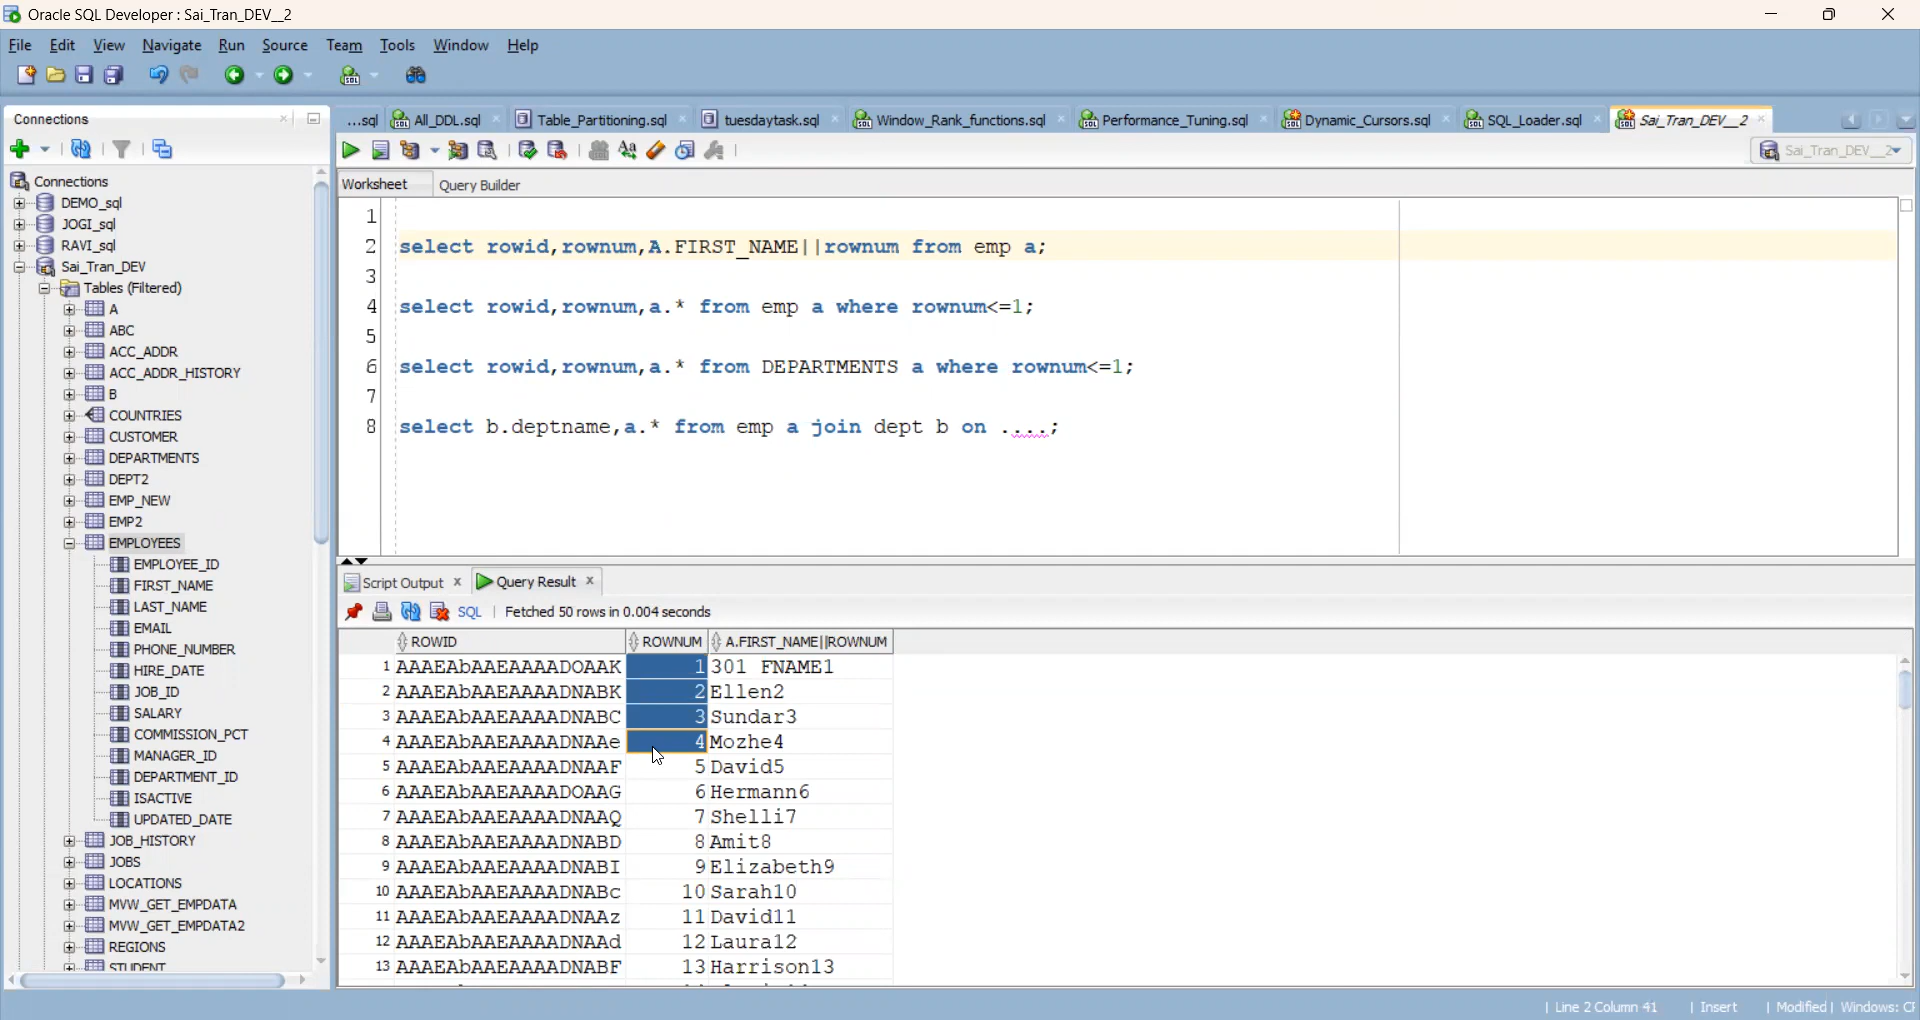 Oracle SQL Developer : Sai_Tran_DEV__2
File Edit View Navigate Run Source Team Tools Window Help
Connections
...sql All_DDL.sql Table_Partitioning.sql tuesdaytask.sql Window_Rank_functions.sql Performance_Tuning.sql Dynamic_Cursors.sql SQL_Loader.sql Sai_Tran_DEV__2
Sai_Tran_DEV__2
Worksheet Query Builder
Connections
DEMO_sql
JOGI_sql
RAVI_sql
Sai_Tran_DEV
Tables (Filtered)
A
ABC
ACC_ADDR
ACC_ADDR_HISTORY
B
COUNTRIES
CUSTOMER
DEPARTMENTS
DEPT2
EMP_NEW
EMP2
EMPLOYEES
EMPLOYEE_ID
FIRST_NAME
LAST_NAME
EMAIL
PHONE_NUMBER
HIRE_DATE
JOB_ID
SALARY
COMMISSION_PCT
MANAGER_ID
DEPARTMENT_ID
ISACTIVE
UPDATED_DATE
JOB_HISTORY
JOBS
LOCATIONS
MVW_GET_EMPDATA
MVW_GET_EMPDATA2
REGIONS
STUDENT
1
2 select rowid,rownum,A.FIRST_NAME||rownum from emp a;
3
4 select rowid,rownum,a.* from emp a where rownum<=1;
5
6 select rowid,rownum,a.* from DEPARTMENTS a where rownum<=1;
7
8 select b.deptname,a.* from emp a join dept b on ....;
Script Output Query Result
SQL Fetched 50 rows in 0.004 seconds
ROWID ROWNUM A.FIRST_NAME||ROWNUM
1 AAAEAbAAEAAAADOAAK 1 301 FNAME1
2 AAAEAbAAEAAAADNABK 2 Ellen2
3 AAAEAbAAEAAAADNABC 3 Sundar3
4 AAAEAbAAEAAAADNAAe 4 Mozhe4
5 AAAEAbAAEAAAADNAAF 5 David5
6 AAAEAbAAEAAAADOAAG 6 Hermann6
7 AAAEAbAAEAAAADNAAQ 7 Shelli7
8 AAAEAbAAEAAAADNABD 8 Amit8
9 AAAEAbAAEAAAADNABI 9 Elizabeth9
10 AAAEAbAAEAAAADNABc 10 Sarah10
11 AAAEAbAAEAAAADNAAz 11 David11
12 AAAEAbAAEAAAADNAAd 12 Laura12
13 AAAEAbAAEAAAADNABF 13 Harrison13
Line 2 Column 41 Insert Modified Windows: